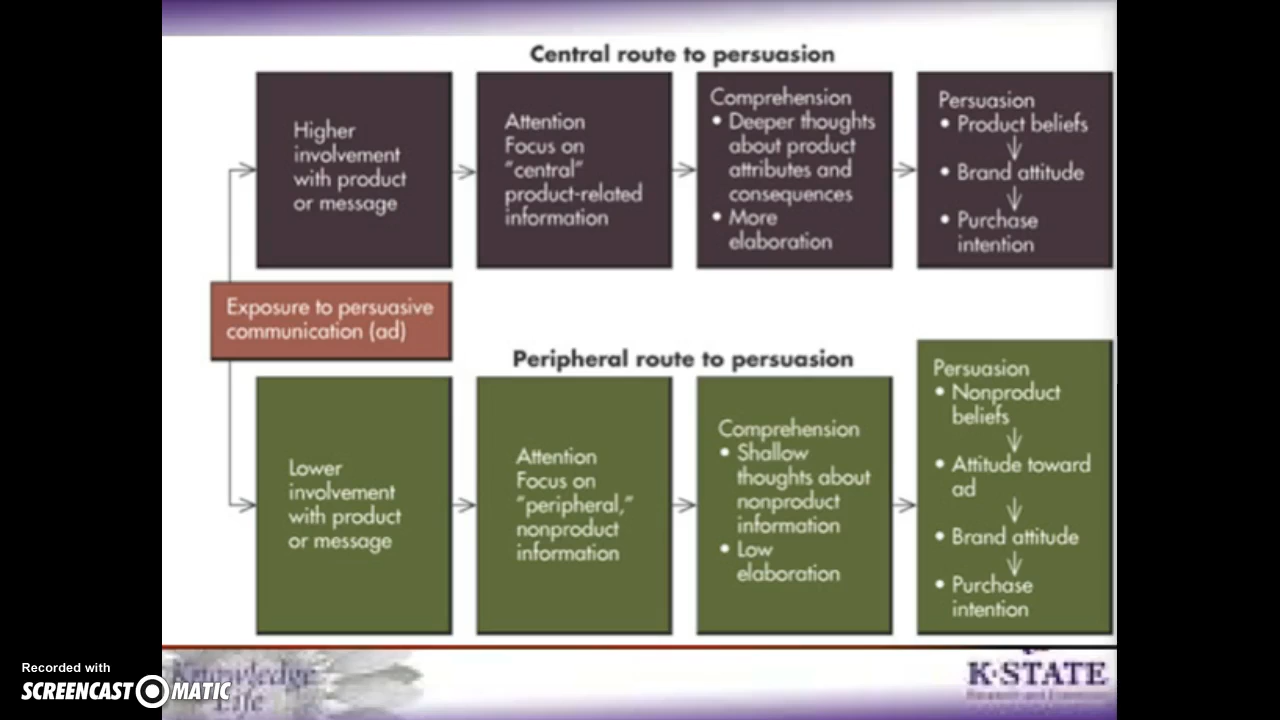 Central route to persuasion
Higher
involvement
with product
or message
Attention
Focus on
“central”
product-related
information
Comprehension
• Deeper thoughts
about product
attributes and
consequences
• More
elaboration
Persuasion
• Product beliefs
• Brand attitude
• Purchase
intention
Exposure to persuasive
communication (ad)
Peripheral route to persuasion
Lower
involvement
with product
or message
Attention
Focus on
“peripheral,”
nonproduct
information
Comprehension
• Shallow
thoughts about
nonproduct
information
• Low
elaboration
Persuasion
• Nonproduct
beliefs
• Attitude toward
ad
• Brand attitude
• Purchase
intention
Recorded with
SCREENCAST-O-MATIC
Knowledge
Life
K-STATE